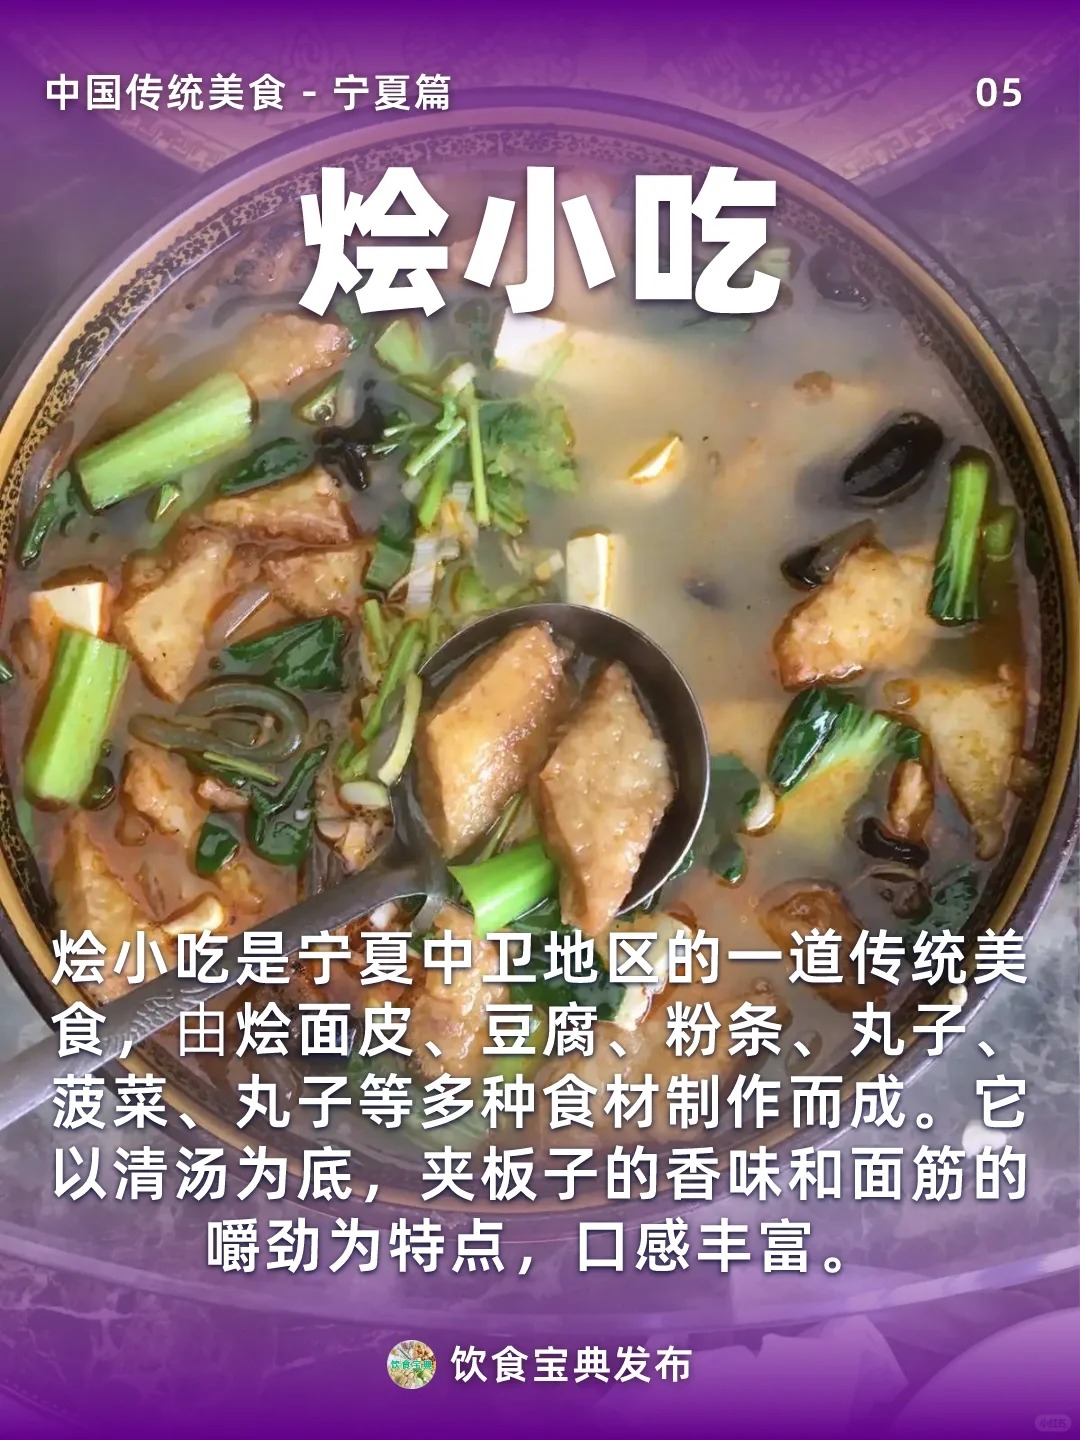 中国传统美食 - 宁夏篇
05
烩小吃
烩小吃是宁夏中卫地区的一道传统美
食，由烩面皮、豆腐、粉条、丸子、
菠菜、丸子等多种食材制作而成。它
以清汤为底，夹板子的香味和面筋的
嚼劲为特点，口感丰富。
饮食宝典
饮食宝典发布